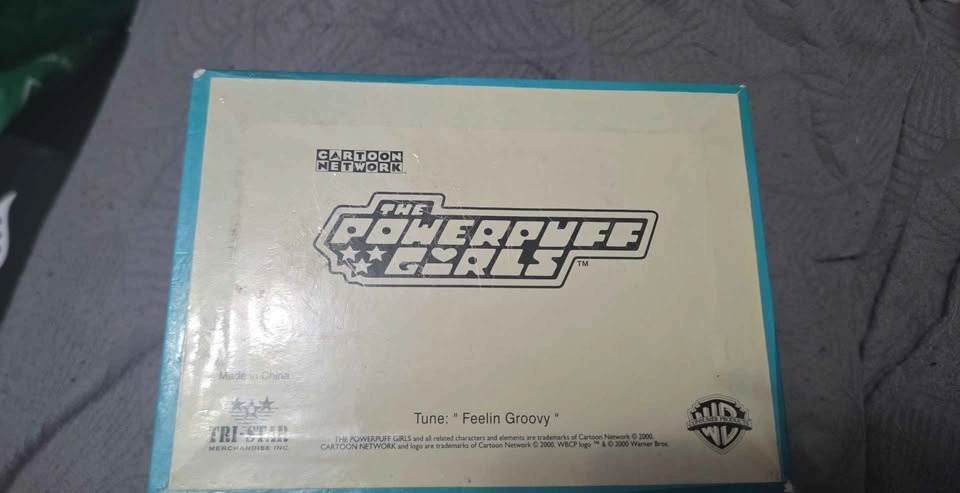 CARTOON
NETWORK
THE
POWERPUFF
GIRLS ™
Made in China
TRI-STAR
MERCHANDISE INC.
Tune: " Feelin Groovy "
WB
CONSUMER PRODUCTS
THE POWERPUFF GIRLS and all related characters and elements are trademarks of Cartoon Network © 2000.
CARTOON NETWORK and logo are trademarks of Cartoon Network © 2000. WBCP logo ™ & © 2000 Warner Bros.